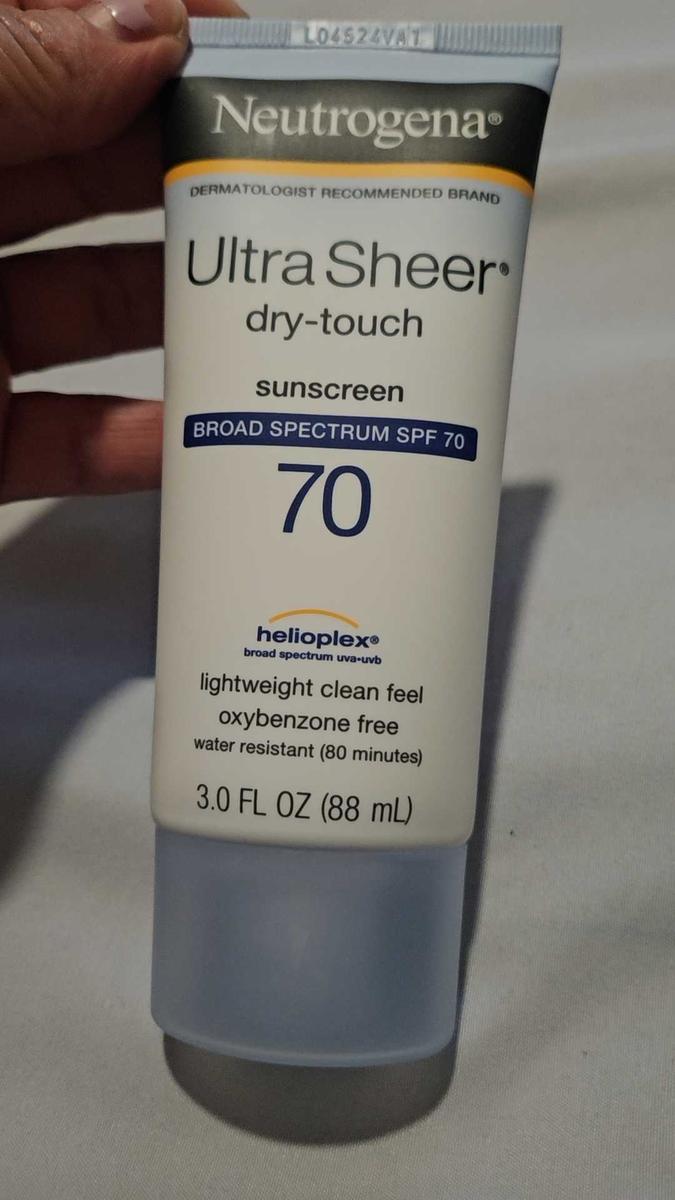 L04524VA1
Neutrogena®
DERMATOLOGIST RECOMMENDED BRAND
Ultra Sheer®
dry-touch
sunscreen
BROAD SPECTRUM SPF 70
70
helioplex®
broad spectrum uva•uvb
lightweight clean feel
oxybenzone free
water resistant (80 minutes)
3.0 FL OZ (88 mL)